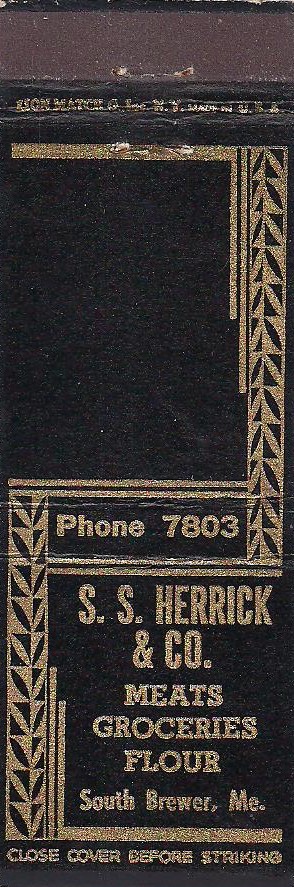 LION MATCH CO. Inc. N.Y. MADE IN U.S.A.
Phone 7803
S. S. HERRICK
& CO.
MEATS
GROCERIES
FLOUR
South Brewer, Me.
CLOSE COVER BEFORE STRIKING